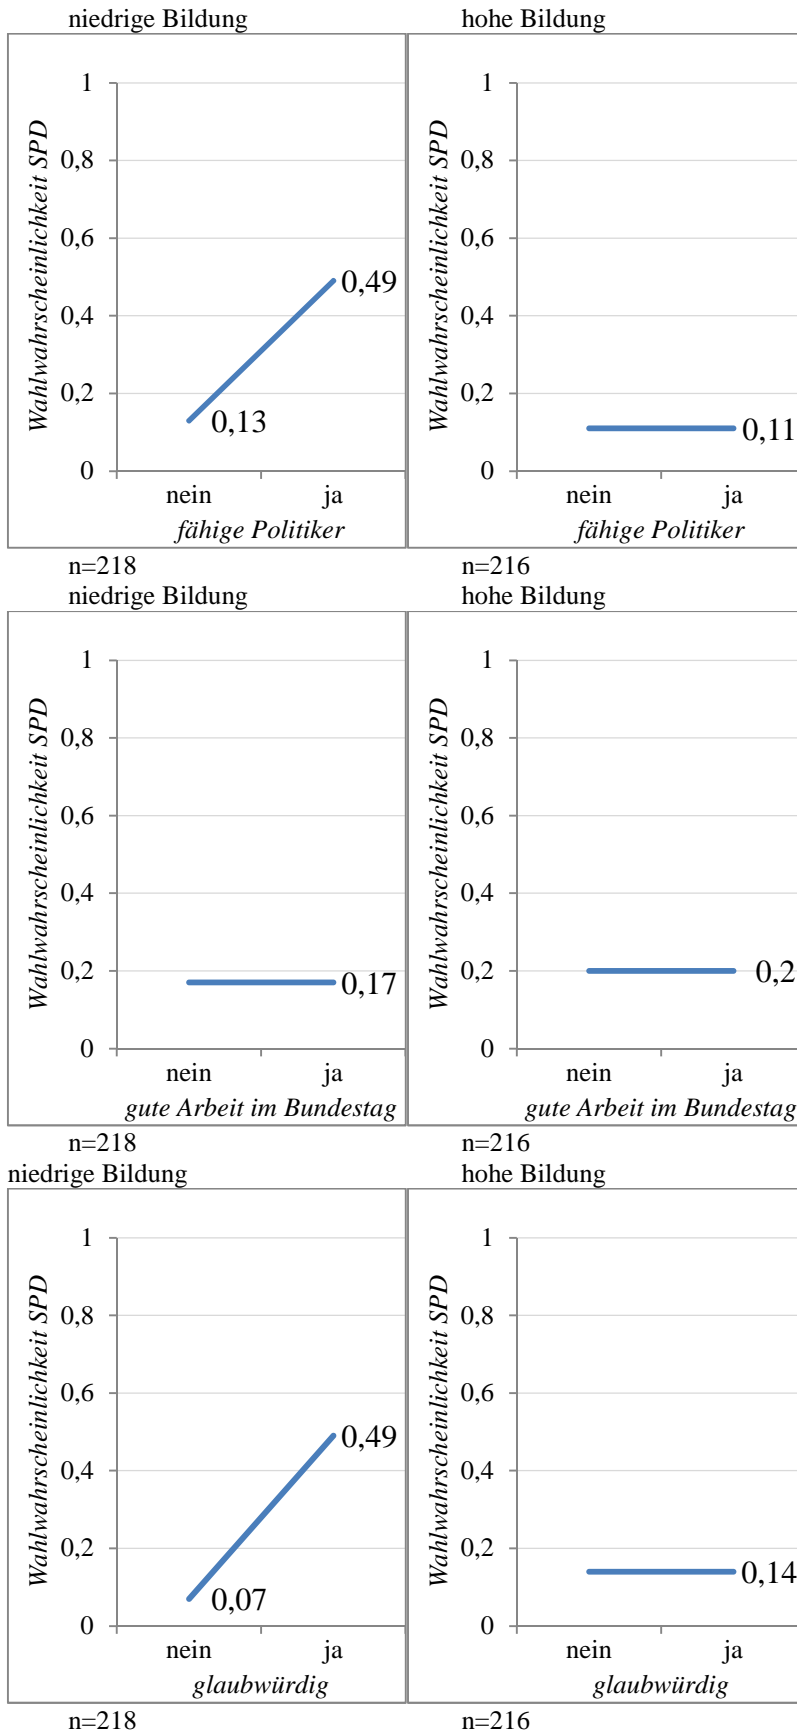 niedrige Bildung
hohe Bildung
Wahlwahrscheinlichkeit SPD
1
0,8
0,6
0,4
0,2
0
0,49
0,13
nein ja
fähige Politiker
Wahlwahrscheinlichkeit SPD
1
0,8
0,6
0,4
0,2
0
0,11
nein ja
fähige Politiker
n=218
n=216
niedrige Bildung
hohe Bildung
Wahlwahrscheinlichkeit SPD
1
0,8
0,6
0,4
0,2
0
0,17
nein ja
gute Arbeit im Bundestag
Wahlwahrscheinlichkeit SPD
1
0,8
0,6
0,4
0,2
0
0,2
nein ja
gute Arbeit im Bundestag
n=218
n=216
niedrige Bildung
hohe Bildung
Wahlwahrscheinlichkeit SPD
1
0,8
0,6
0,4
0,2
0
0,49
0,07
nein ja
glaubwürdig
Wahlwahrscheinlichkeit SPD
1
0,8
0,6
0,4
0,2
0
0,14
nein ja
glaubwürdig
n=218
n=216